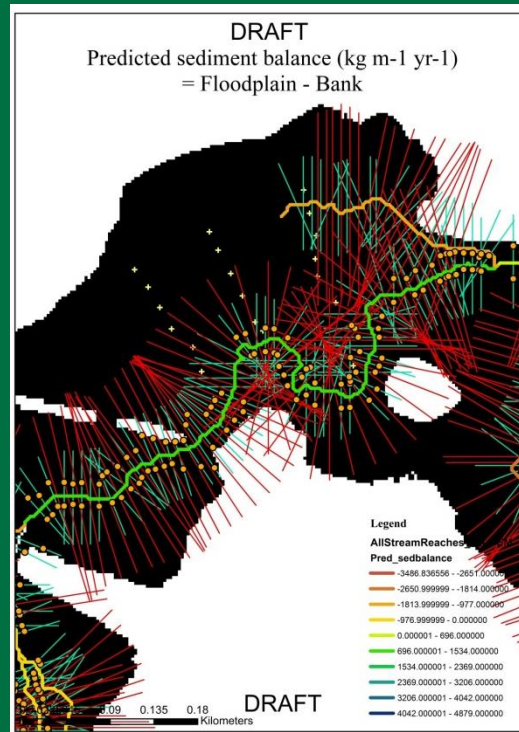 DRAFT
Predicted sediment balance (kg m-1 yr-1)
= Floodplain - Bank
Legend
AllStreamReaches
Pred_sedbalance
-3486.836556 - -2651.000000
-2650.999999 - -1814.000000
-1813.999999 - -977.000000
-976.999999 - 0.000000
0.000001 - 696.000000
696.000001 - 1534.000000
1534.000001 - 2369.000000
2369.000001 - 3206.000000
3206.000001 - 4042.000000
4042.000001 - 4879.000000
DRAFT
0.09 0.135 0.18
Kilometers